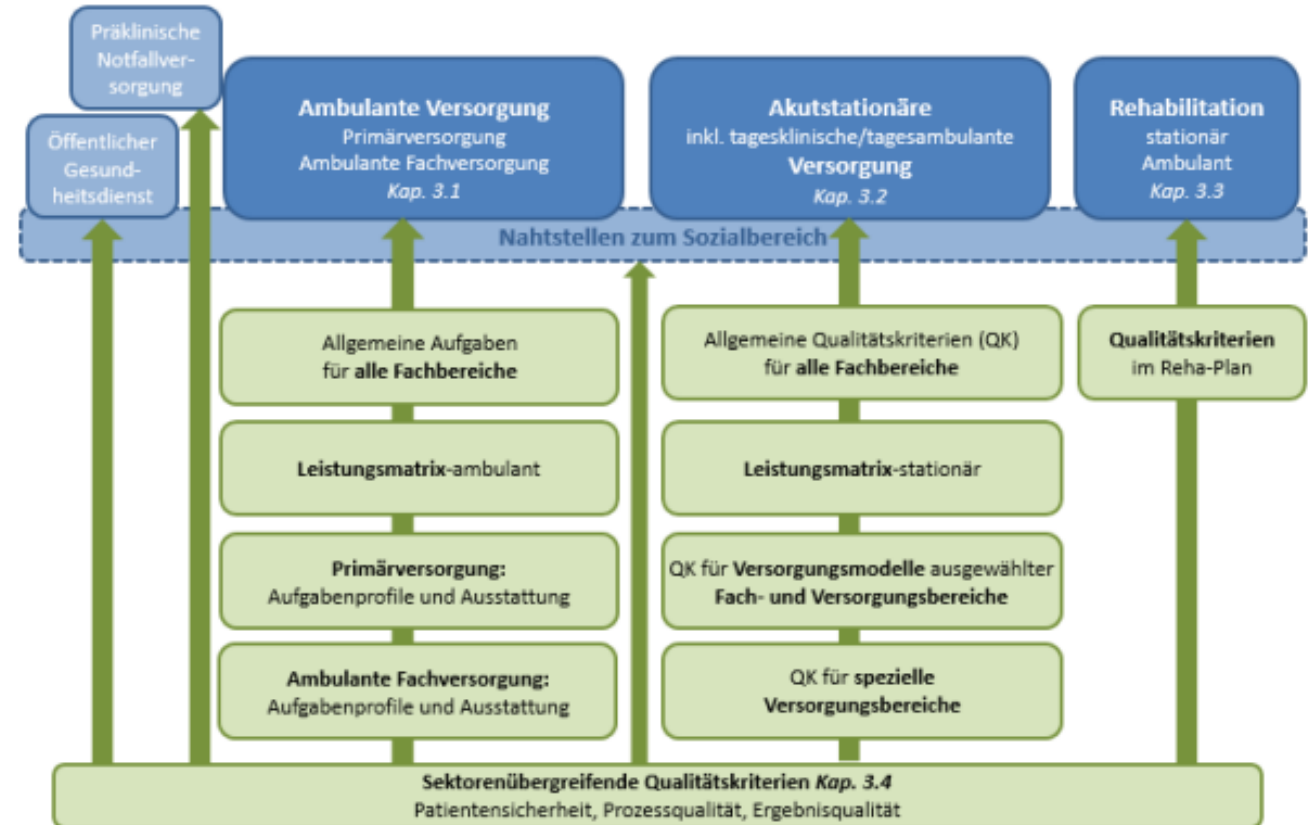 Präklinische
Notfallver-
sorgung
Öffentlicher
Gesund-
heitsdienst
Ambulante Versorgung
Primärversorgung
Ambulante Fachversorgung
Kap. 3.1
Akutstationäre
inkl. tagesklinische/tagesambulante
Versorgung
Kap. 3.2
Rehabilitation
stationär
Ambulant
Kap. 3.3
Nahtstellen zum Sozialbereich
Allgemeine Aufgaben
für alle Fachbereiche
Leistungsmatrix-ambulant
Primärversorgung:
Aufgabenprofile und Ausstattung
Ambulante Fachversorgung:
Aufgabenprofile und Ausstattung
Allgemeine Qualitätskriterien (QK)
für alle Fachbereiche
Leistungsmatrix-stationär
QK für Versorgungsmodelle ausgewählter
Fach- und Versorgungsbereiche
QK für spezielle
Versorgungsbereiche
Qualitätskriterien
im Reha-Plan
Sektorenübergreifende Qualitätskriterien Kap. 3.4
Patientensicherheit, Prozessqualität, Ergebnisqualität